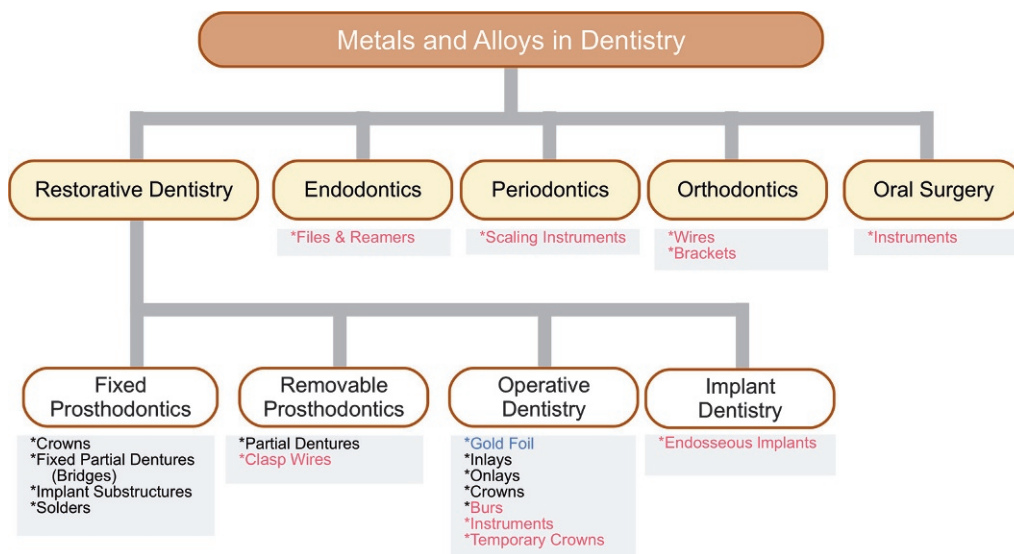 Metals and Alloys in Dentistry
Restorative Dentistry
Endodontics
*Files & Reamers
Periodontics
*Scaling Instruments
Orthodontics
*Wires
*Brackets
Oral Surgery
*Instruments
Fixed
Prosthodontics
*Crowns
*Fixed Partial Dentures
(Bridges)
*Implant Substructures
*Solders
Removable
Prosthodontics
*Partial Dentures
*Clasp Wires
Operative
Dentistry
*Gold Foil
*Inlays
*Onlays
*Crowns
*Burs
*Instruments
*Temporary Crowns
Implant
Dentistry
*Endosseous Implants